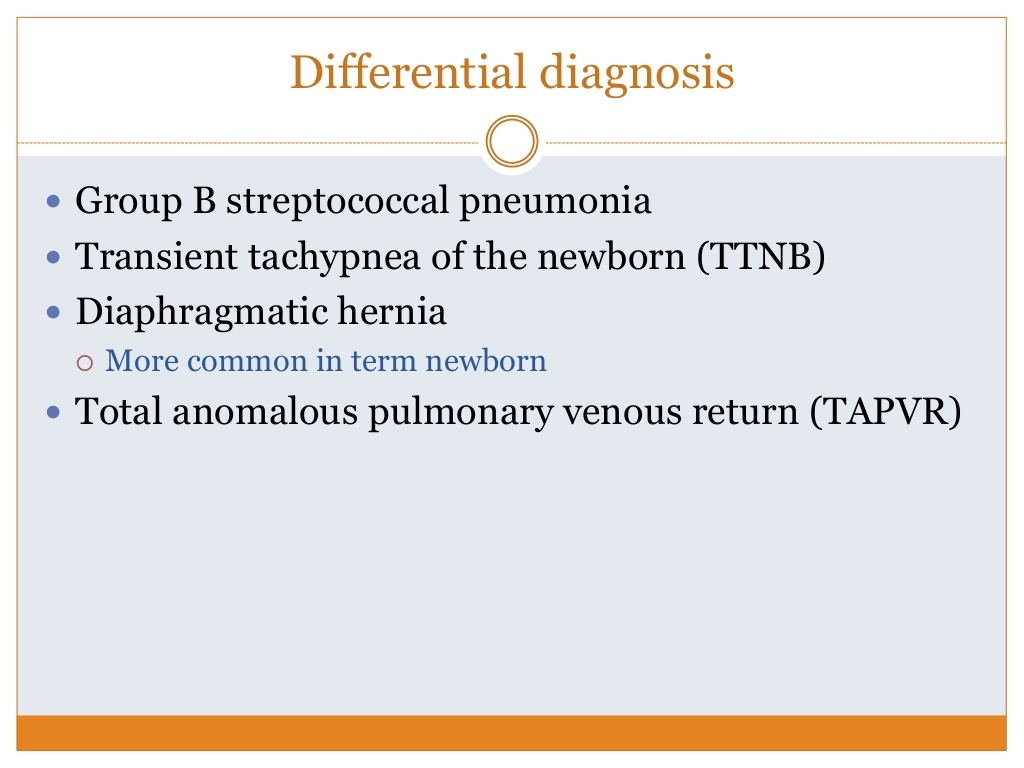 Differential diagnosis
Group B streptococcal pneumonia
Transient tachypnea of the newborn (TTNB)
Diaphragmatic hernia
More common in term newborn
Total anomalous pulmonary venous return (TAPVR)